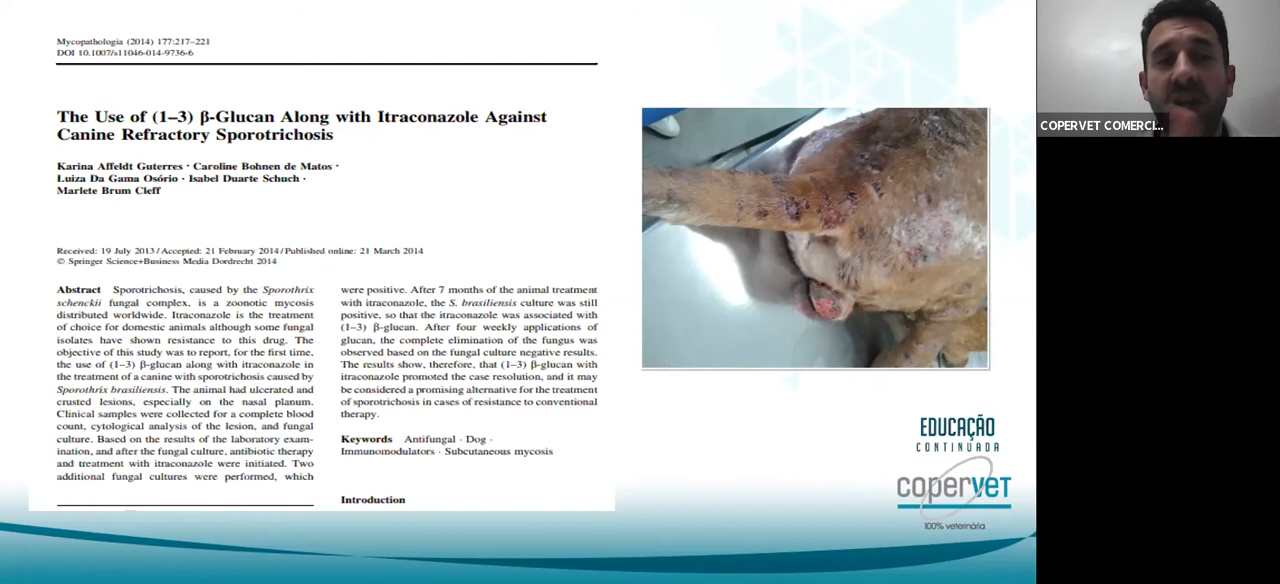 Mycopathologia (2014) 177:217–221
DOI 10.1007/s11046-014-9736-6
The Use of (1–3) β-Glucan Along with Itraconazole Against
Canine Refractory Sporotrichosis
Karina Affeldt Guterres · Caroline Bohnen de Matos ·
Luiza Da Gama Osório · Isabel Duarte Schuch ·
Marlete Brum Cleff
Received: 19 July 2013 / Accepted: 21 February 2014 / Published online: 21 March 2014
© Springer Science+Business Media Dordrecht 2014
Abstract Sporotrichosis, caused by the Sporothrix
schenckii fungal complex, is a zoonotic mycosis
distributed worldwide. Itraconazole is the treatment
of choice for domestic animals although some fungal
isolates have shown resistance to this drug. The
objective of this study was to report, for the first time,
the use of (1–3) β-glucan along with itraconazole in
the treatment of a canine with sporotrichosis caused by
Sporothrix brasiliensis. The animal had ulcerated and
crusted lesions, especially on the nasal planum.
Clinical samples were collected for a complete blood
count, cytological analysis of the lesion, and fungal
culture. Based on the results of the laboratory exam-
ination, and after the fungal culture, antibiotic therapy
and treatment with itraconazole were initiated. Two
additional fungal cultures were performed, which
were positive. After 7 months of the animal treatment
with itraconazole, the S. brasiliensis culture was still
positive, so that the itraconazole was associated with
(1–3) β-glucan. After four weekly applications of
glucan, the complete elimination of the fungus was
observed based on the fungal culture negative results.
The results show, therefore, that (1–3) β-glucan with
itraconazole promoted the case resolution, and it may
be considered a promising alternative for the treatment
of sporotrichosis in cases of resistance to conventional
therapy.
Keywords Antifungal · Dog ·
Immunomodulators · Subcutaneous mycosis
Introduction
EDUCAÇÃO
CONTINUADA
copervet
100% veterinária
COPERVET COMERCI...